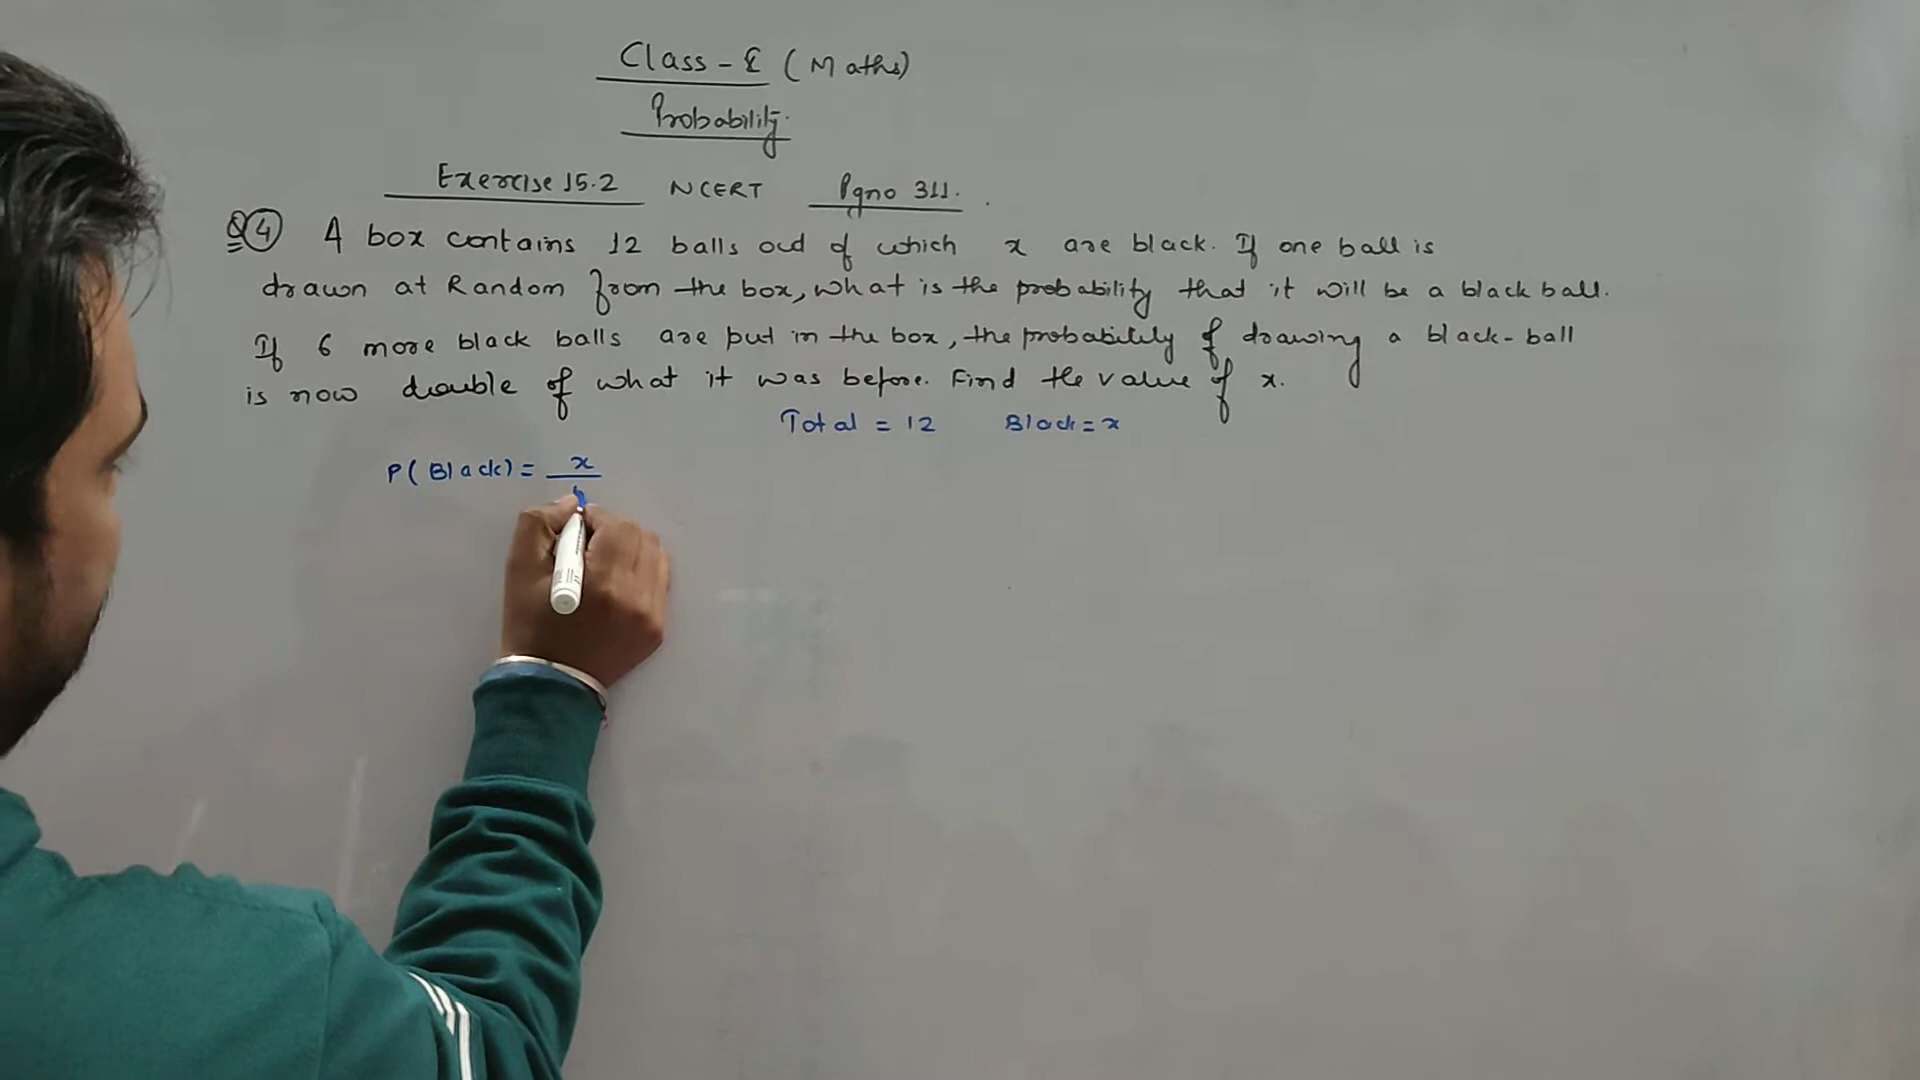 Class - X (Maths)
Probability.
Exercise 15.2 NCERT Pgno 311.
Q4 A box contains 12 balls out of which x are black. If one ball is
drawn at Random from the box, what is the probability that it will be a black ball.
If 6 more black balls are put in the box, the probability of drawing a black-ball
is now double of what it was before. Find the value of x.
Total = 12 Black = x
P(Black) = x